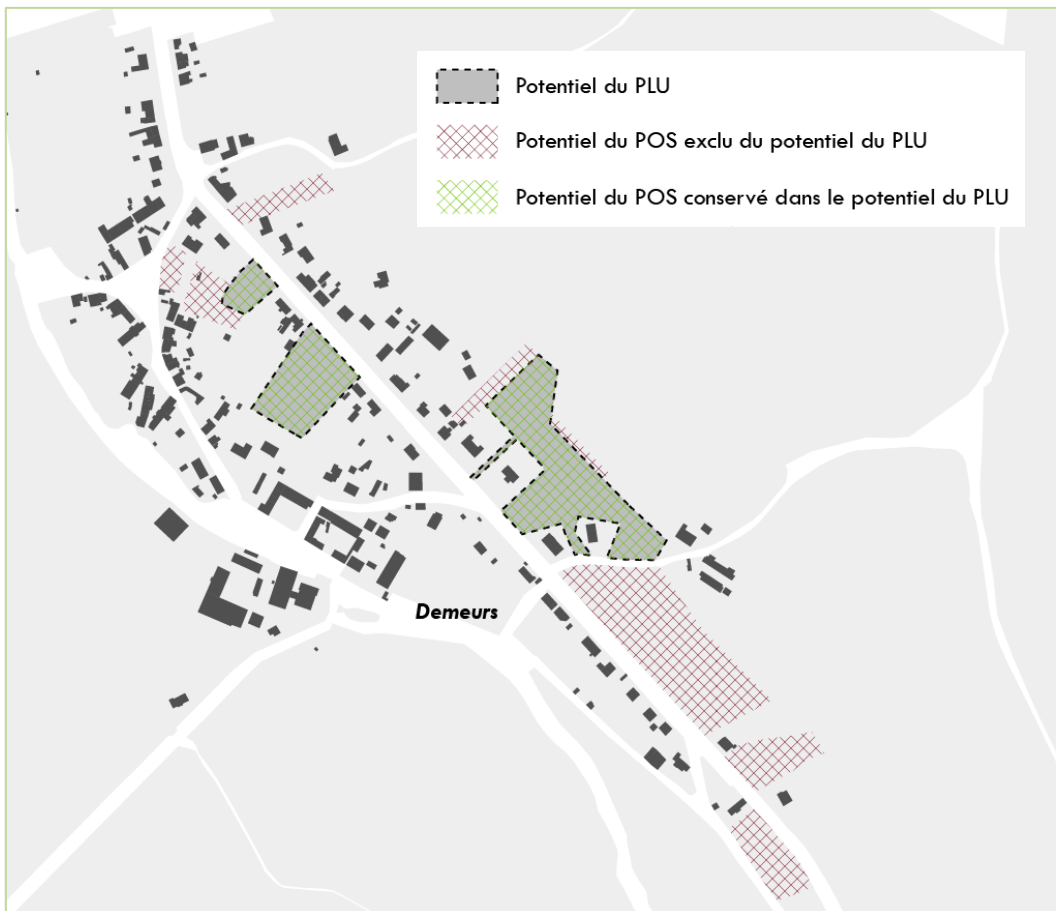 Potentiel du PLU
Potentiel du POS exclu du potentiel du PLU
Potentiel du POS conservé dans le potentiel du PLU
Demeurs